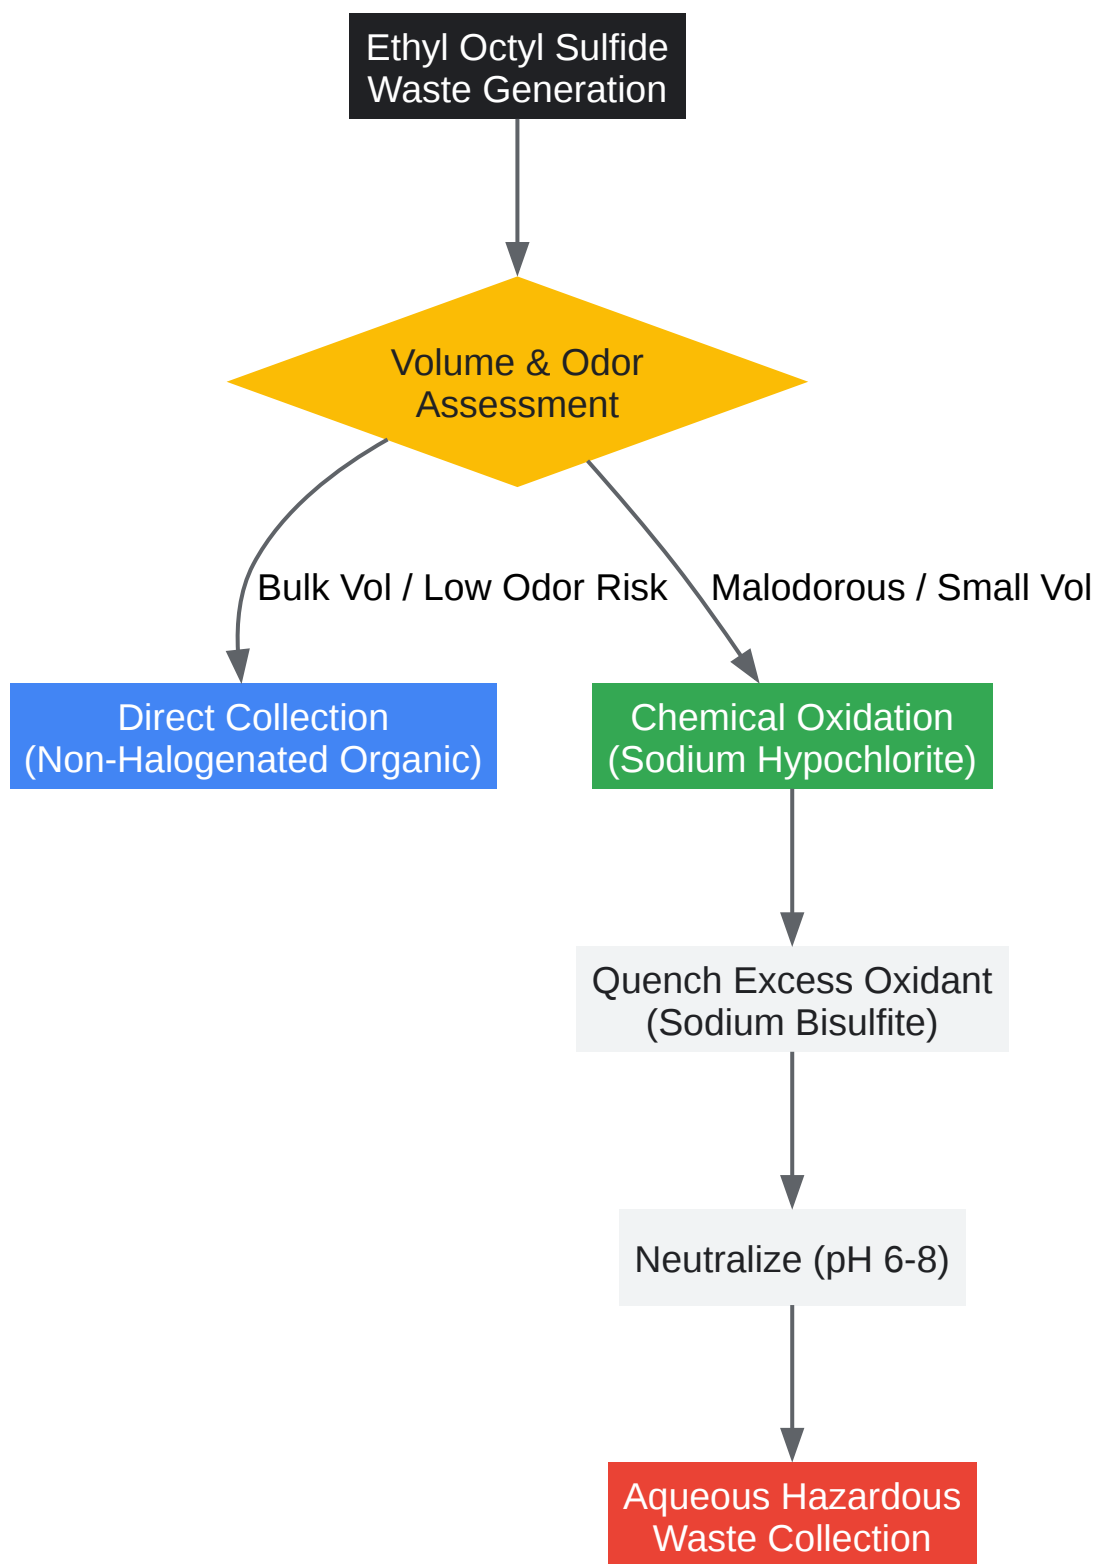 Ethyl Octyl Sulfide
Waste Generation
Volume & Odor
Assessment
Bulk Vol / Low Odor Risk
Malodorous / Small Vol
Direct Collection
(Non-Halogenated Organic)
Chemical Oxidation
(Sodium Hypochlorite)
Quench Excess Oxidant
(Sodium Bisulfite)
Neutralize (pH 6-8)
Aqueous Hazardous
Waste Collection